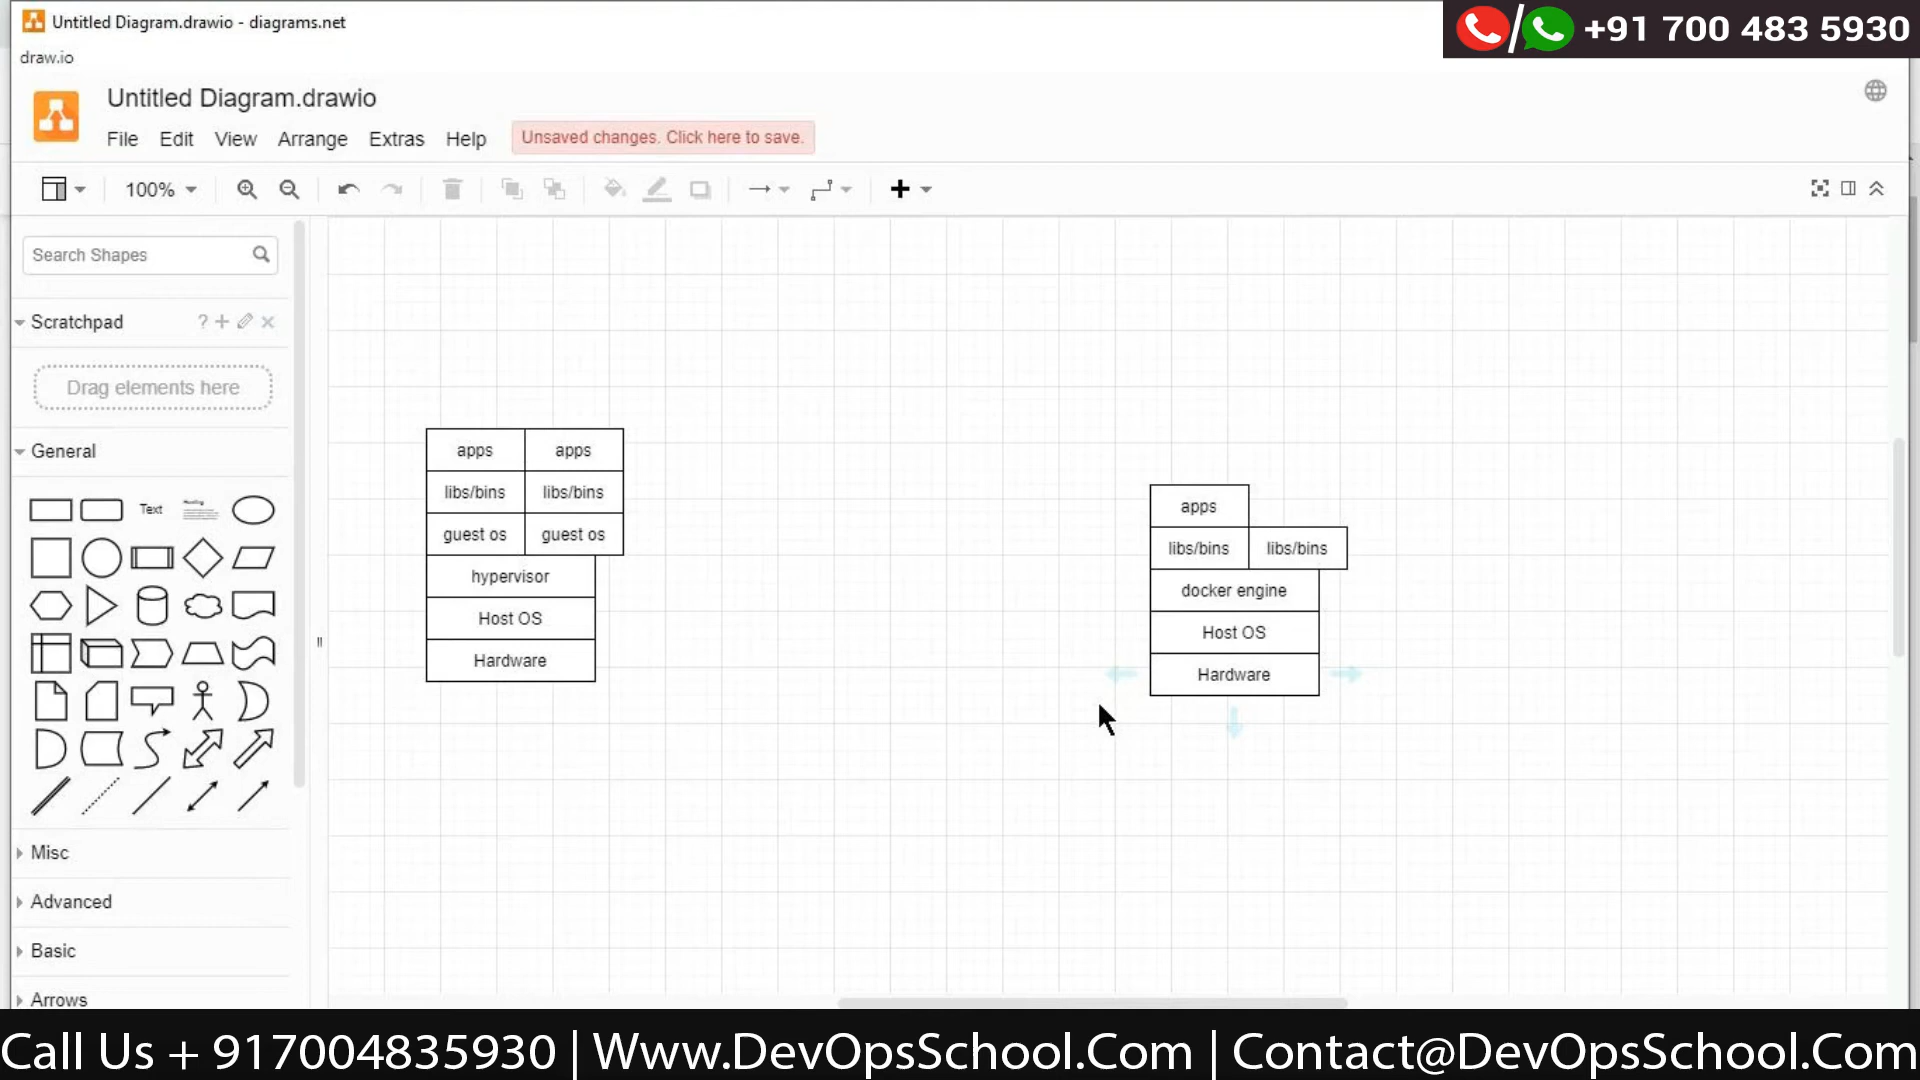 Untitled Diagram.drawio - diagrams.net
+91 700 483 5930
draw.io
Untitled Diagram.drawio
File Edit View Arrange Extras Help Unsaved changes. Click here to save.
100%
Search Shapes
Scratchpad
Drag elements here
General
Text
Heading
apps apps
libs/bins libs/bins
guest os guest os
hypervisor
Host OS
Hardware
apps
libs/bins libs/bins
docker engine
Host OS
Hardware
Misc
Advanced
Basic
Arrows
Call Us + 917004835930 | Www.DevOpsSchool.Com | Contact@DevOpsSchool.Com